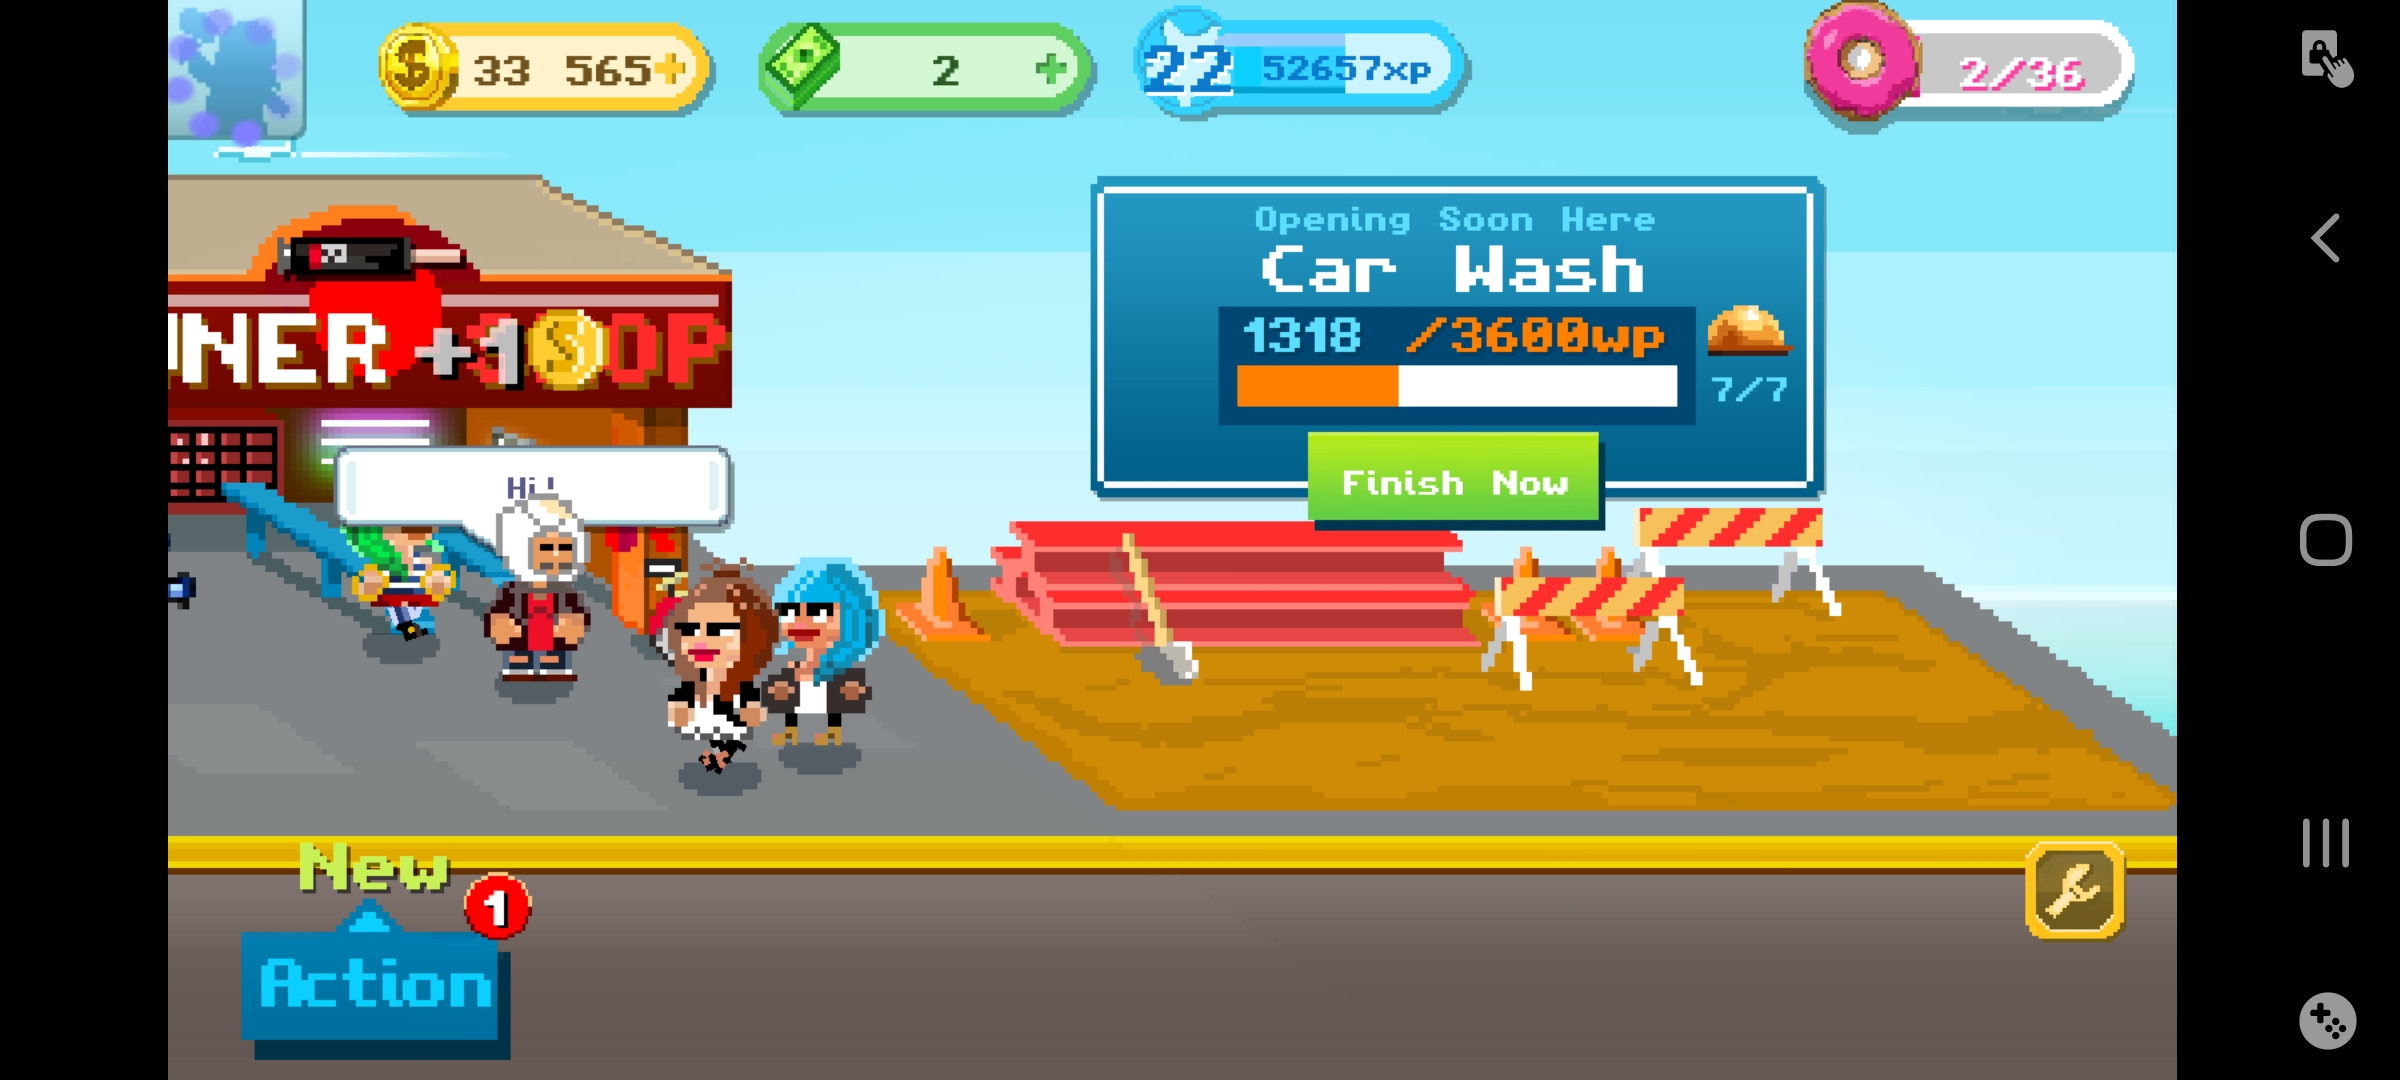 33 565+
2 +
22 52657xp
2/36
Opening Soon Here
Car Wash
1318 /3600wp
7/7
Finish Now
NER +1 OP
Hi!
New
1
Action